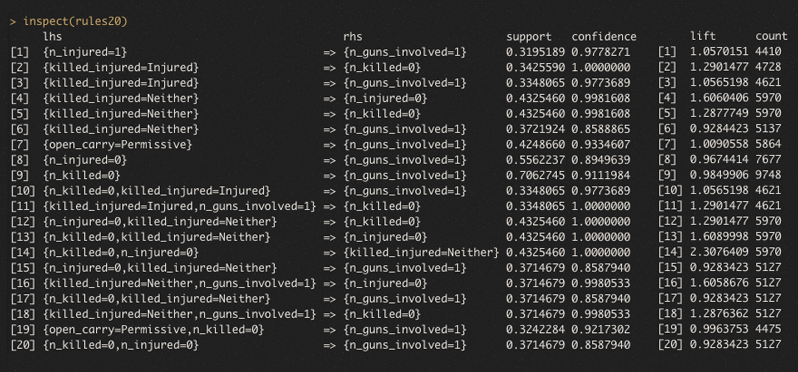 > inspect(rules20)
lhs rhs support confidence lift count
[1] {n_injured=1} => {n_guns_involved=1} 0.3195189 0.9778271 [1] 1.0570151 4410
[2] {killed_injured=Injured} => {n_killed=0} 0.3425590 1.0000000 [2] 1.2901477 4728
[3] {killed_injured=Injured} => {n_guns_involved=1} 0.3348065 0.9773689 [3] 1.0565198 4621
[4] {killed_injured=Neither} => {n_injured=0} 0.4325460 0.9981608 [4] 1.6060406 5970
[5] {killed_injured=Neither} => {n_killed=0} 0.4325460 0.9981608 [5] 1.2877749 5970
[6] {killed_injured=Neither} => {n_guns_involved=1} 0.3721924 0.8588865 [6] 0.9284423 5137
[7] {open_carry=Permissive} => {n_guns_involved=1} 0.4248660 0.9334607 [7] 1.0090558 5864
[8] {n_injured=0} => {n_guns_involved=1} 0.5562237 0.8949639 [8] 0.9674414 7677
[9] {n_killed=0} => {n_guns_involved=1} 0.7062745 0.9111984 [9] 0.9849906 9748
[10] {n_killed=0,killed_injured=Injured} => {n_guns_involved=1} 0.3348065 0.9773689 [10] 1.0565198 4621
[11] {killed_injured=Injured,n_guns_involved=1} => {n_killed=0} 0.3348065 1.0000000 [11] 1.2901477 4621
[12] {n_injured=0,killed_injured=Neither} => {n_killed=0} 0.4325460 1.0000000 [12] 1.2901477 5970
[13] {n_killed=0,killed_injured=Neither} => {n_injured=0} 0.4325460 1.0000000 [13] 1.6089998 5970
[14] {n_killed=0,n_injured=0} => {killed_injured=Neither} 0.4325460 1.0000000 [14] 2.3076409 5970
[15] {n_injured=0,killed_injured=Neither} => {n_guns_involved=1} 0.3714679 0.8587940 [15] 0.9283423 5127
[16] {killed_injured=Neither,n_guns_involved=1} => {n_injured=0} 0.3714679 0.9980533 [16] 1.6058676 5127
[17] {n_killed=0,killed_injured=Neither} => {n_guns_involved=1} 0.3714679 0.8587940 [17] 0.9283423 5127
[18] {killed_injured=Neither,n_guns_involved=1} => {n_killed=0} 0.3714679 0.9980533 [18] 1.2876362 5127
[19] {open_carry=Permissive,n_killed=0} => {n_guns_involved=1} 0.3242284 0.9217302 [19] 0.9963753 4475
[20] {n_killed=0,n_injured=0} => {n_guns_involved=1} 0.3714679 0.8587940 [20] 0.9283423 5127